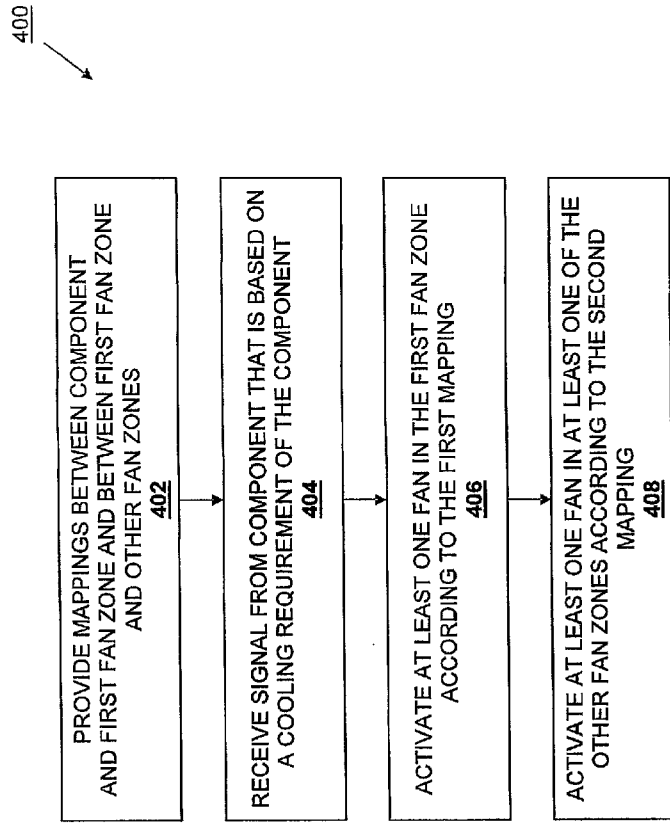 400
PROVIDE MAPPINGS BETWEEN COMPONENT
AND FIRST FAN ZONE AND BETWEEN FIRST FAN ZONE
AND OTHER FAN ZONES
402
RECEIVE SIGNAL FROM COMPONENT THAT IS BASED ON
A COOLING REQUIREMENT OF THE COMPONENT
404
ACTIVATE AT LEAST ONE FAN IN THE FIRST FAN ZONE
ACCORDING TO THE FIRST MAPPING
406
ACTIVATE AT LEAST ONE FAN IN AT LEAST ONE OF THE
OTHER FAN ZONES ACCORDING TO THE SECOND
MAPPING
408